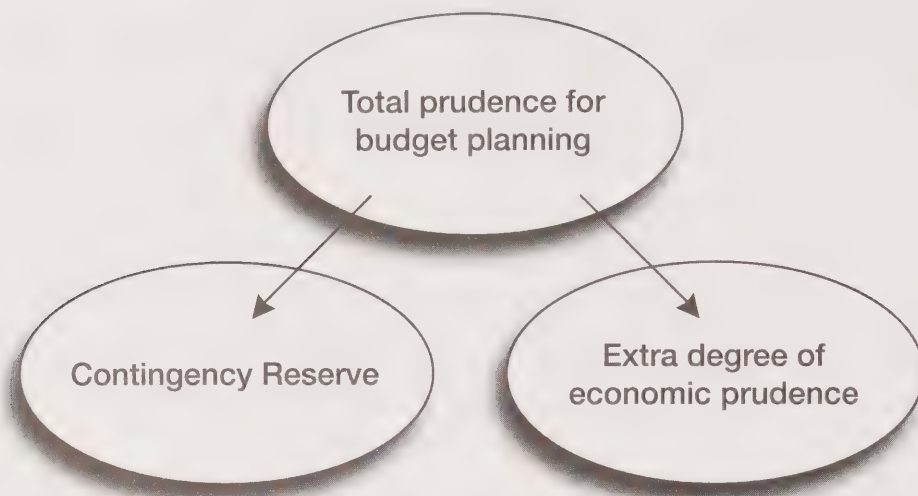 Total prudence for
budget planning
Contingency Reserve
Extra degree of
economic prudence